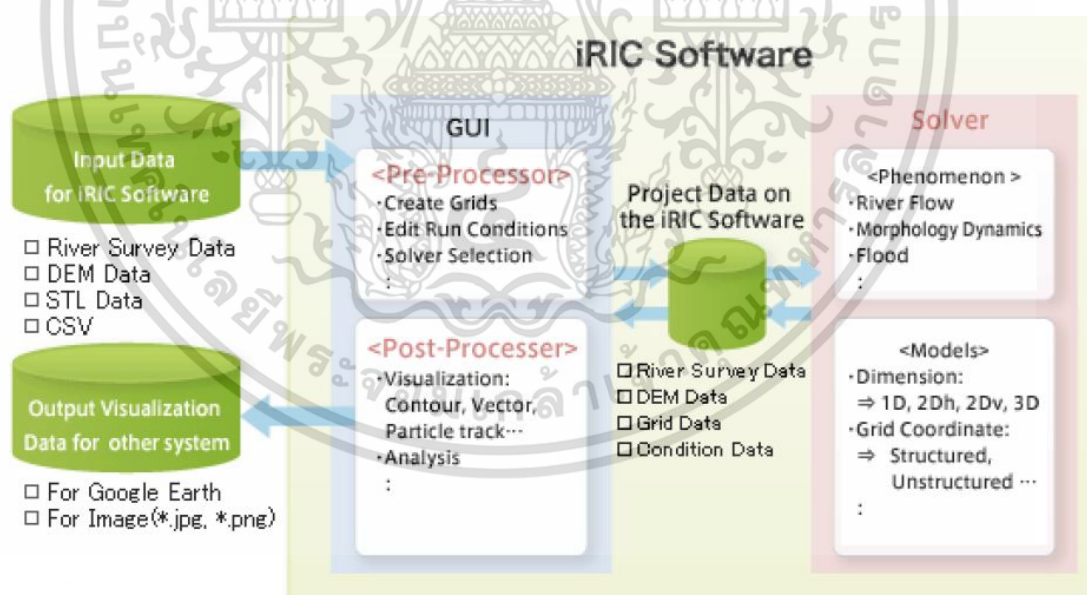 iRIC Software
Input Data
for iRIC Software
□ River Survey Data
□ DEM Data
□ STL Data
□ CSV
Output Visualization
Data for other system
□ For Google Earth
□ For Image(*.jpg, *.png)
GUI
<Pre-Processor>
·Create Grids
·Edit Run Conditions
·Solver Selection
:
<Post-Processer>
·Visualization:
Contour, Vector,
Particle track…
·Analysis
:
Project Data on
the iRIC Software
□ River Survey Data
□ DEM Data
□ Grid Data
□ Condition Data
Solver
<Phenomenon >
·River Flow
·Morphology Dynamics
·Flood
:
<Models>
·Dimension:
⇒ 1D, 2Dh, 2Dv, 3D
·Grid Coordinate:
⇒ Structured,
Unstructured …
: